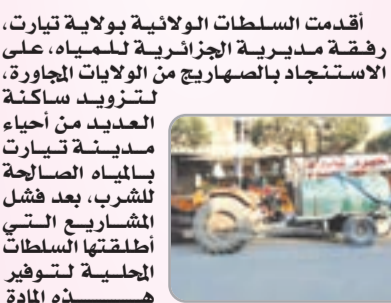 أقدمت السلطات الولائية بولاية تيارت،
رفقة مديرية الجزائرية للمياه، على
الاستنجاد بالصهاريج من الولايات المجاورة،
لتزويد ساكنة
العديد من أحياء
مدينة تيارت
بالمياه الصالحة
للشرب، بعد فشل
المشاريع التي
أطلقتها السلطات
المحلية لتوفير
هذه المادة